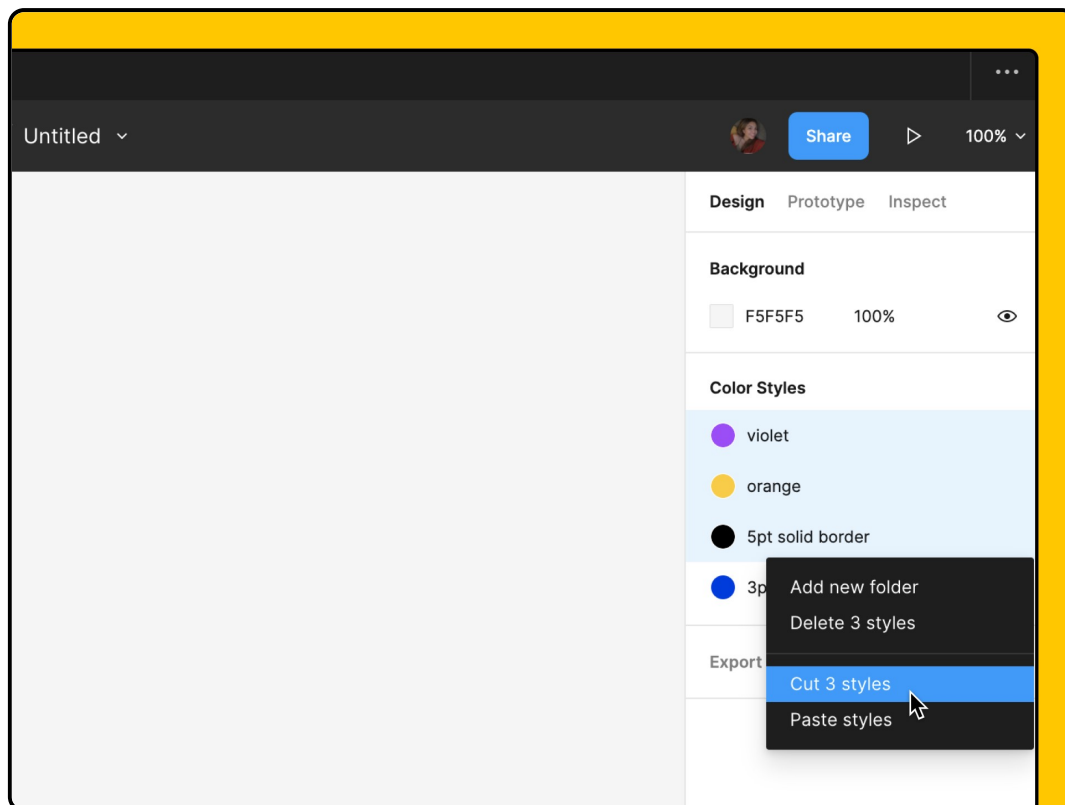 Untitled
Share
100%
Design Prototype Inspect
Background
F5F5F5 100%
Color Styles
violet
orange
5pt solid border
3p
Add new folder
Delete 3 styles
Export
Cut 3 styles
Paste styles